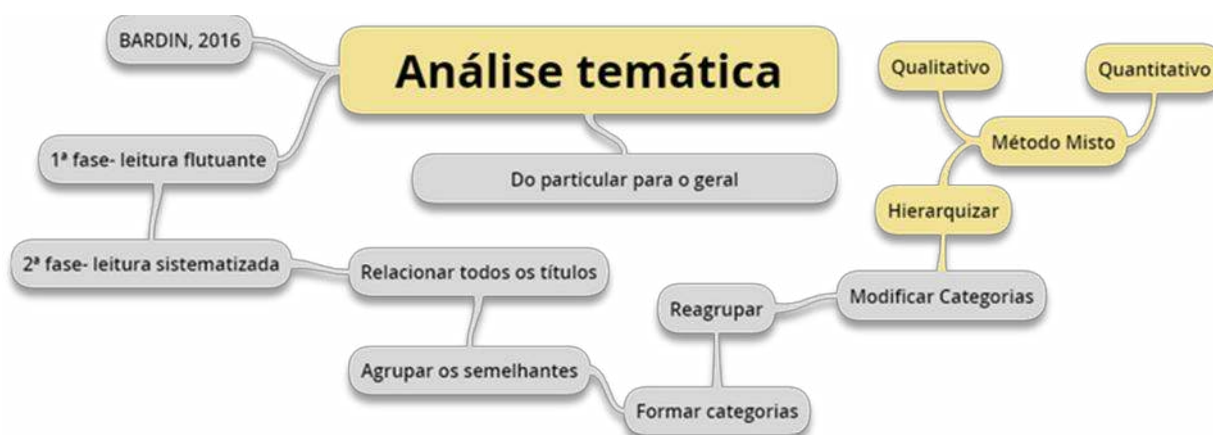 Análise temática
BARDIN, 2016
1ª fase- leitura flutuante
Do particular para o geral
2ª fase- leitura sistematizada
Relacionar todos os títulos
Agrupar os semelhantes
Formar categorias
Reagrupar
Modificar Categorias
Hierarquizar
Método Misto
Qualitativo
Quantitativo